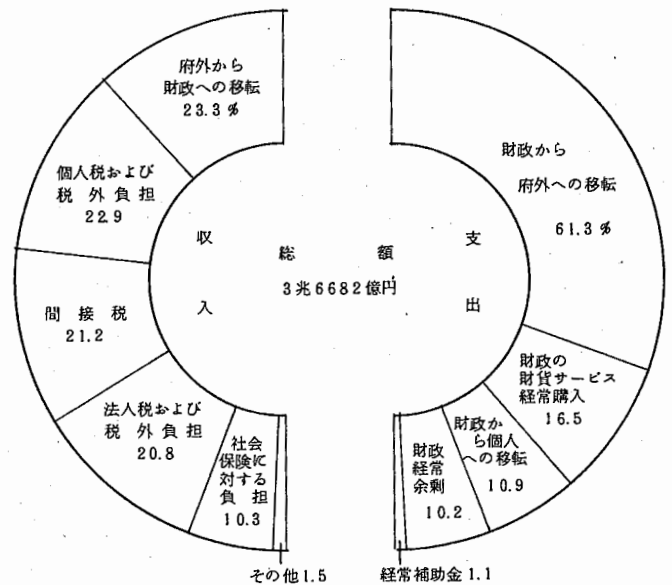 府外から
財政への移転
23.3 %
個人税および
税外負担
22.9
間接税
21.2
法人税および
税外負担
20.8
社会
保険に
対する
負担
10.3
その他1.5
収入
総額
3兆6682億円
支出
財政から
府外への移転
61.3 %
財政の
財貨サービス
経常購入
16.5
財政か
ら個人
への移転
10.9
財政
経常
余剰
10.2
経常補助金1.1